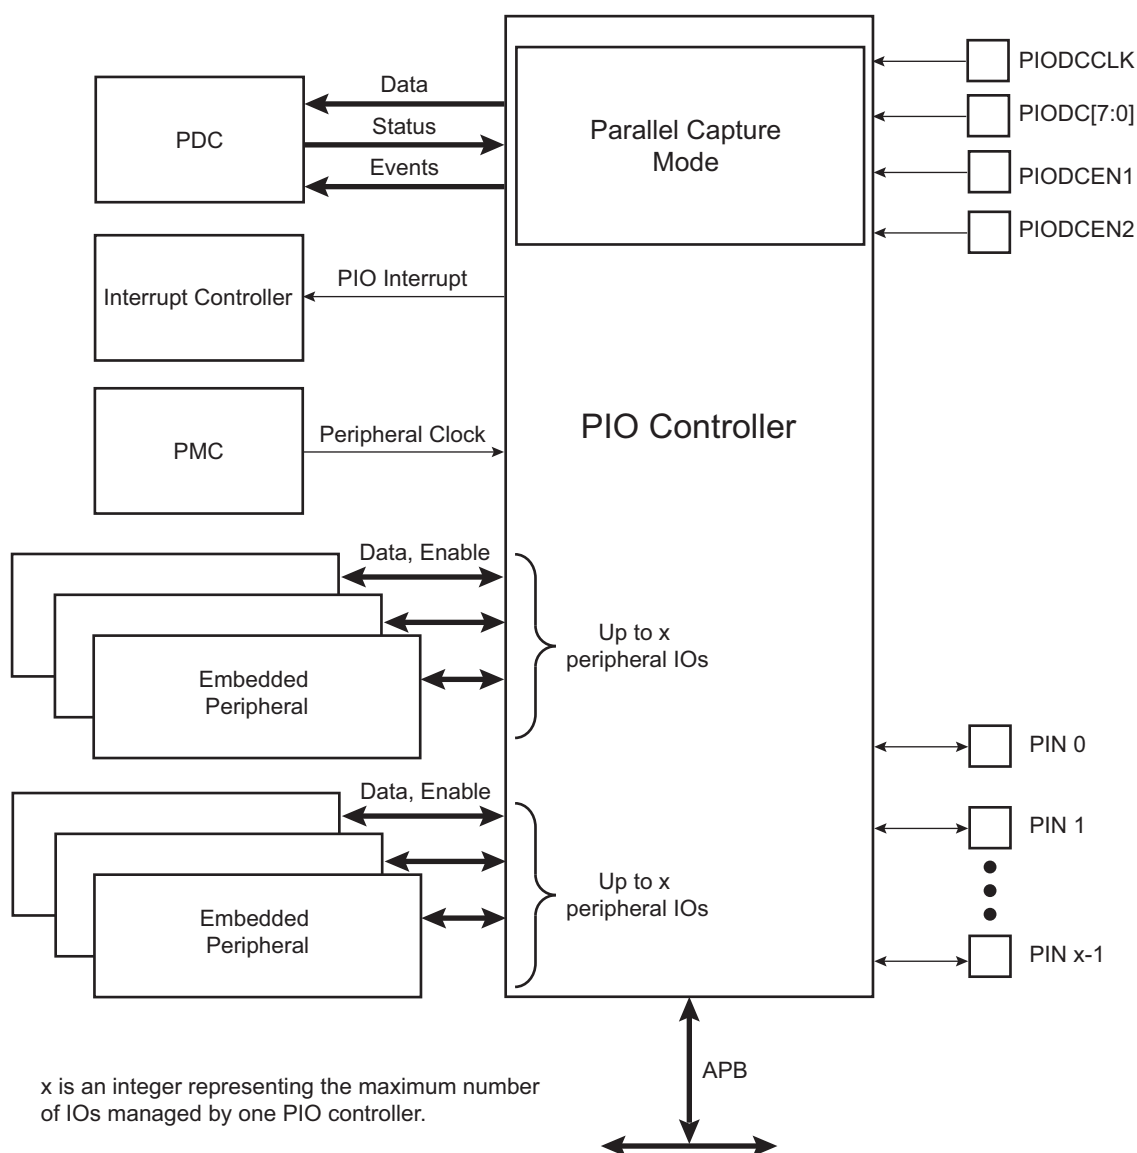 PIODCCLK
Data
PDC
Status
Events
Parallel Capture
Mode
PIODC[7:0]
PIODCEN1
PIODCEN2
Interrupt Controller
PIO Interrupt
PMC
Peripheral Clock
PIO Controller
Data, Enable
Up to x
peripheral IOs
Embedded
Peripheral
PIN 0
Data, Enable
PIN 1
Up to x
peripheral IOs
Embedded
Peripheral
PIN x-1
APB
x is an integer representing the maximum number
of IOs managed by one PIO controller.